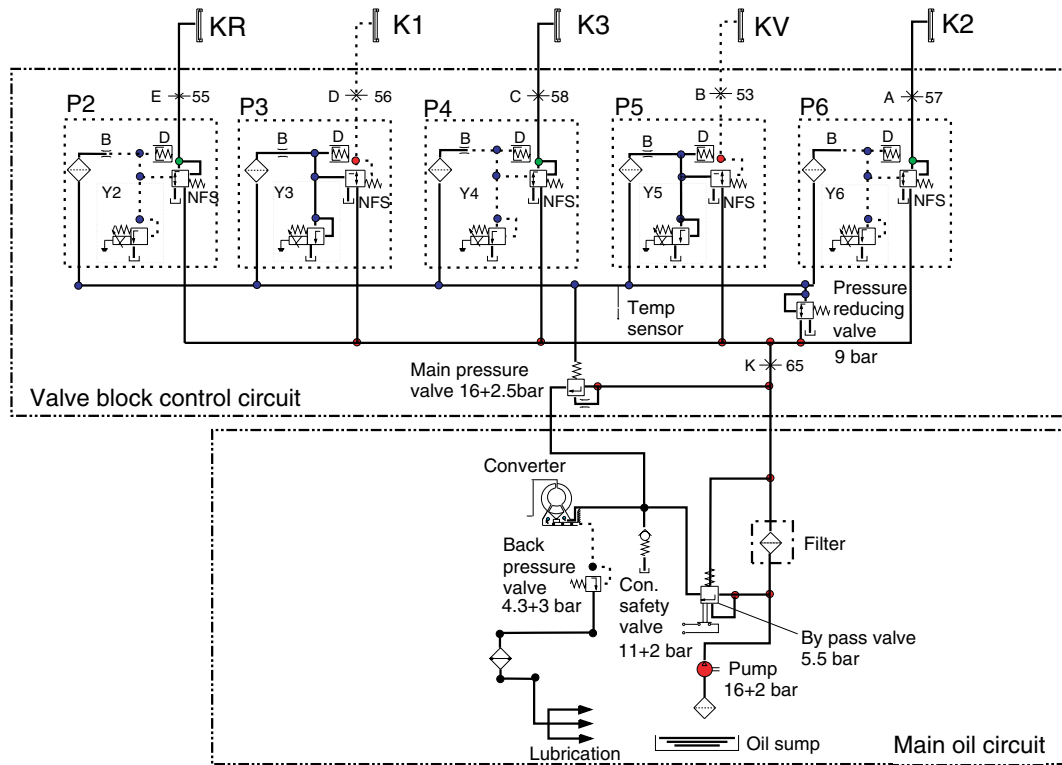 KR K1 K3 KV K2
E 55 D 56 C 58 B 53 A 57
P2 P3 P4 P5 P6
B D B D B D B D B D
Y2 NFS Y3 NFS Y4 NFS Y5 NFS Y6 NFS
Temp
sensor
Pressure
reducing
valve
9 bar
Main pressure
valve 16+2.5bar
K 65
Valve block control circuit
Converter
Back
pressure
valve
4.3+3 bar
Con.
safety
valve
11+2 bar
Filter
By pass valve
5.5 bar
Pump
16+2 bar
Lubrication
Oil sump
Main oil circuit